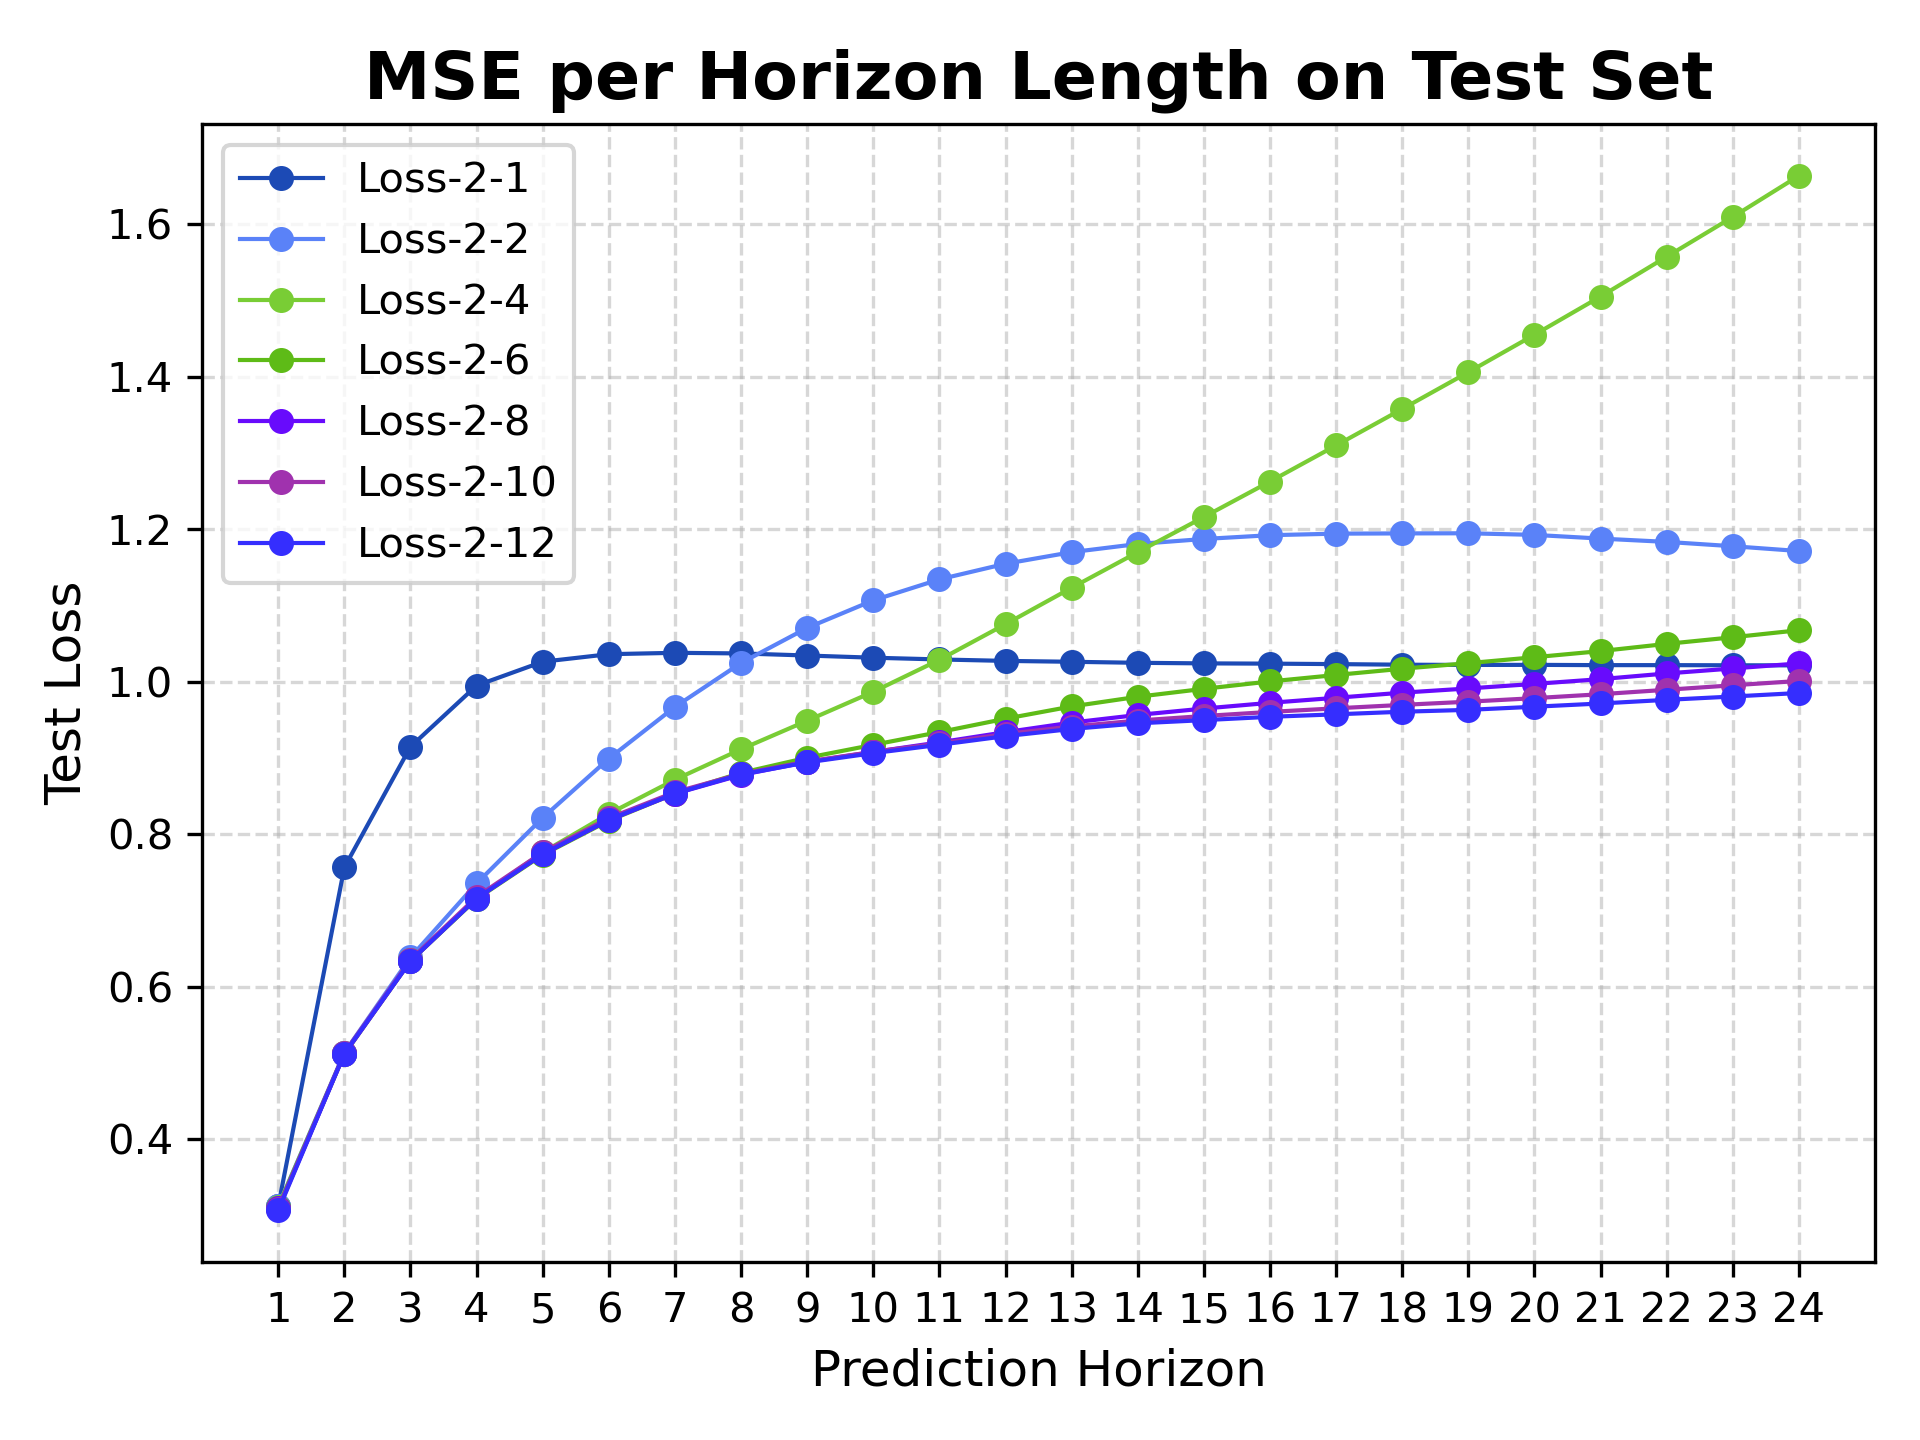 MSE per Horizon Length on Test Set
Loss-2-1
Loss-2-2
Loss-2-4
Loss-2-6
Loss-2-8
Loss-2-10
Loss-2-12
Test Loss
1.6
1.4
1.2
1.0
0.8
0.6
0.4
1 2 3 4 5 6 7 8 9 10 11 12 13 14 15 16 17 18 19 20 21 22 23 24
Prediction Horizon